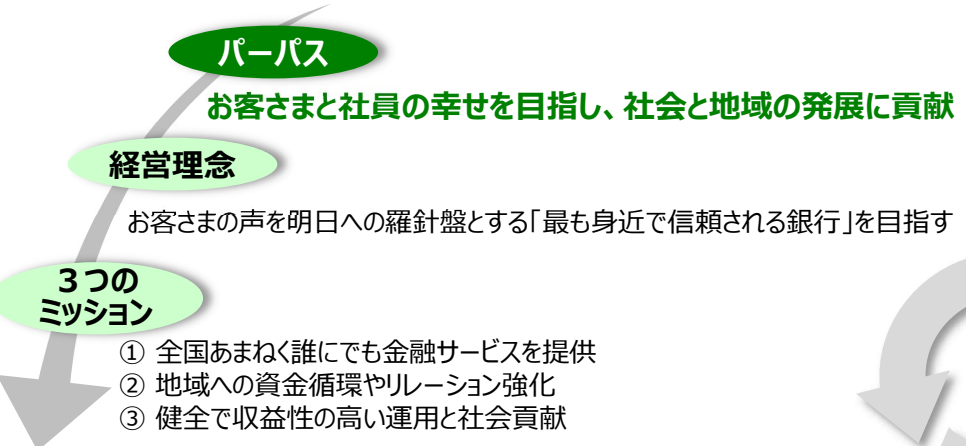 パーパス
お客さまと社員の幸せを目指し、社会と地域の発展に貢献
経営理念
お客さまの声を明日への羅針盤とする「最も身近で信頼される銀行」を目指す
３つの
ミッション
① 全国あまねく誰にでも金融サービスを提供
② 地域への資金循環やリレーション強化
③ 健全で収益性の高い運用と社会貢献